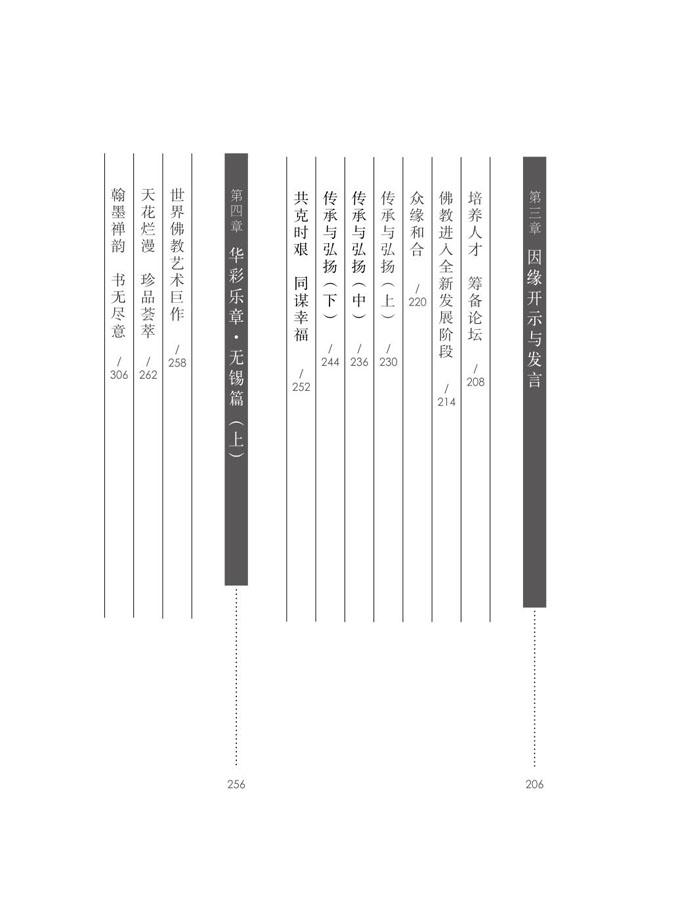 第三章 因缘开示与发言 206
培养人才 筹备论坛 / 208
佛教进入全新发展阶段 / 214
众缘和合 / 220
传承与弘扬（上） / 230
传承与弘扬（中） / 236
传承与弘扬（下） / 244
共克时艰 同谋幸福 / 252
第四章 华彩乐章·无锡篇（上） 256
世界佛教艺术巨作 / 258
天花烂漫 珍品荟萃 / 262
翰墨禅韵 书无尽意 / 306